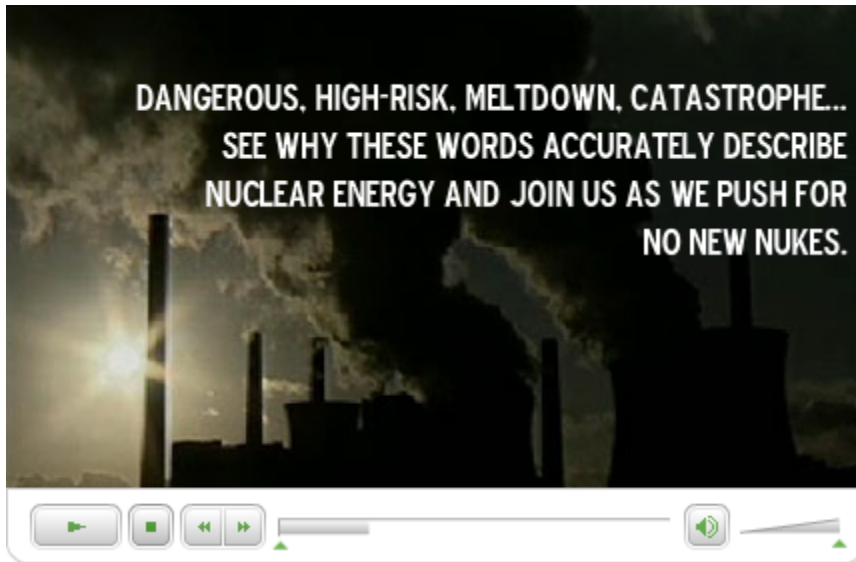 DANGEROUS, HIGH-RISK, MELTDOWN, CATASTROPHE...
SEE WHY THESE WORDS ACCURATELY DESCRIBE
NUCLEAR ENERGY AND JOIN US AS WE PUSH FOR
NO NEW NUKES.